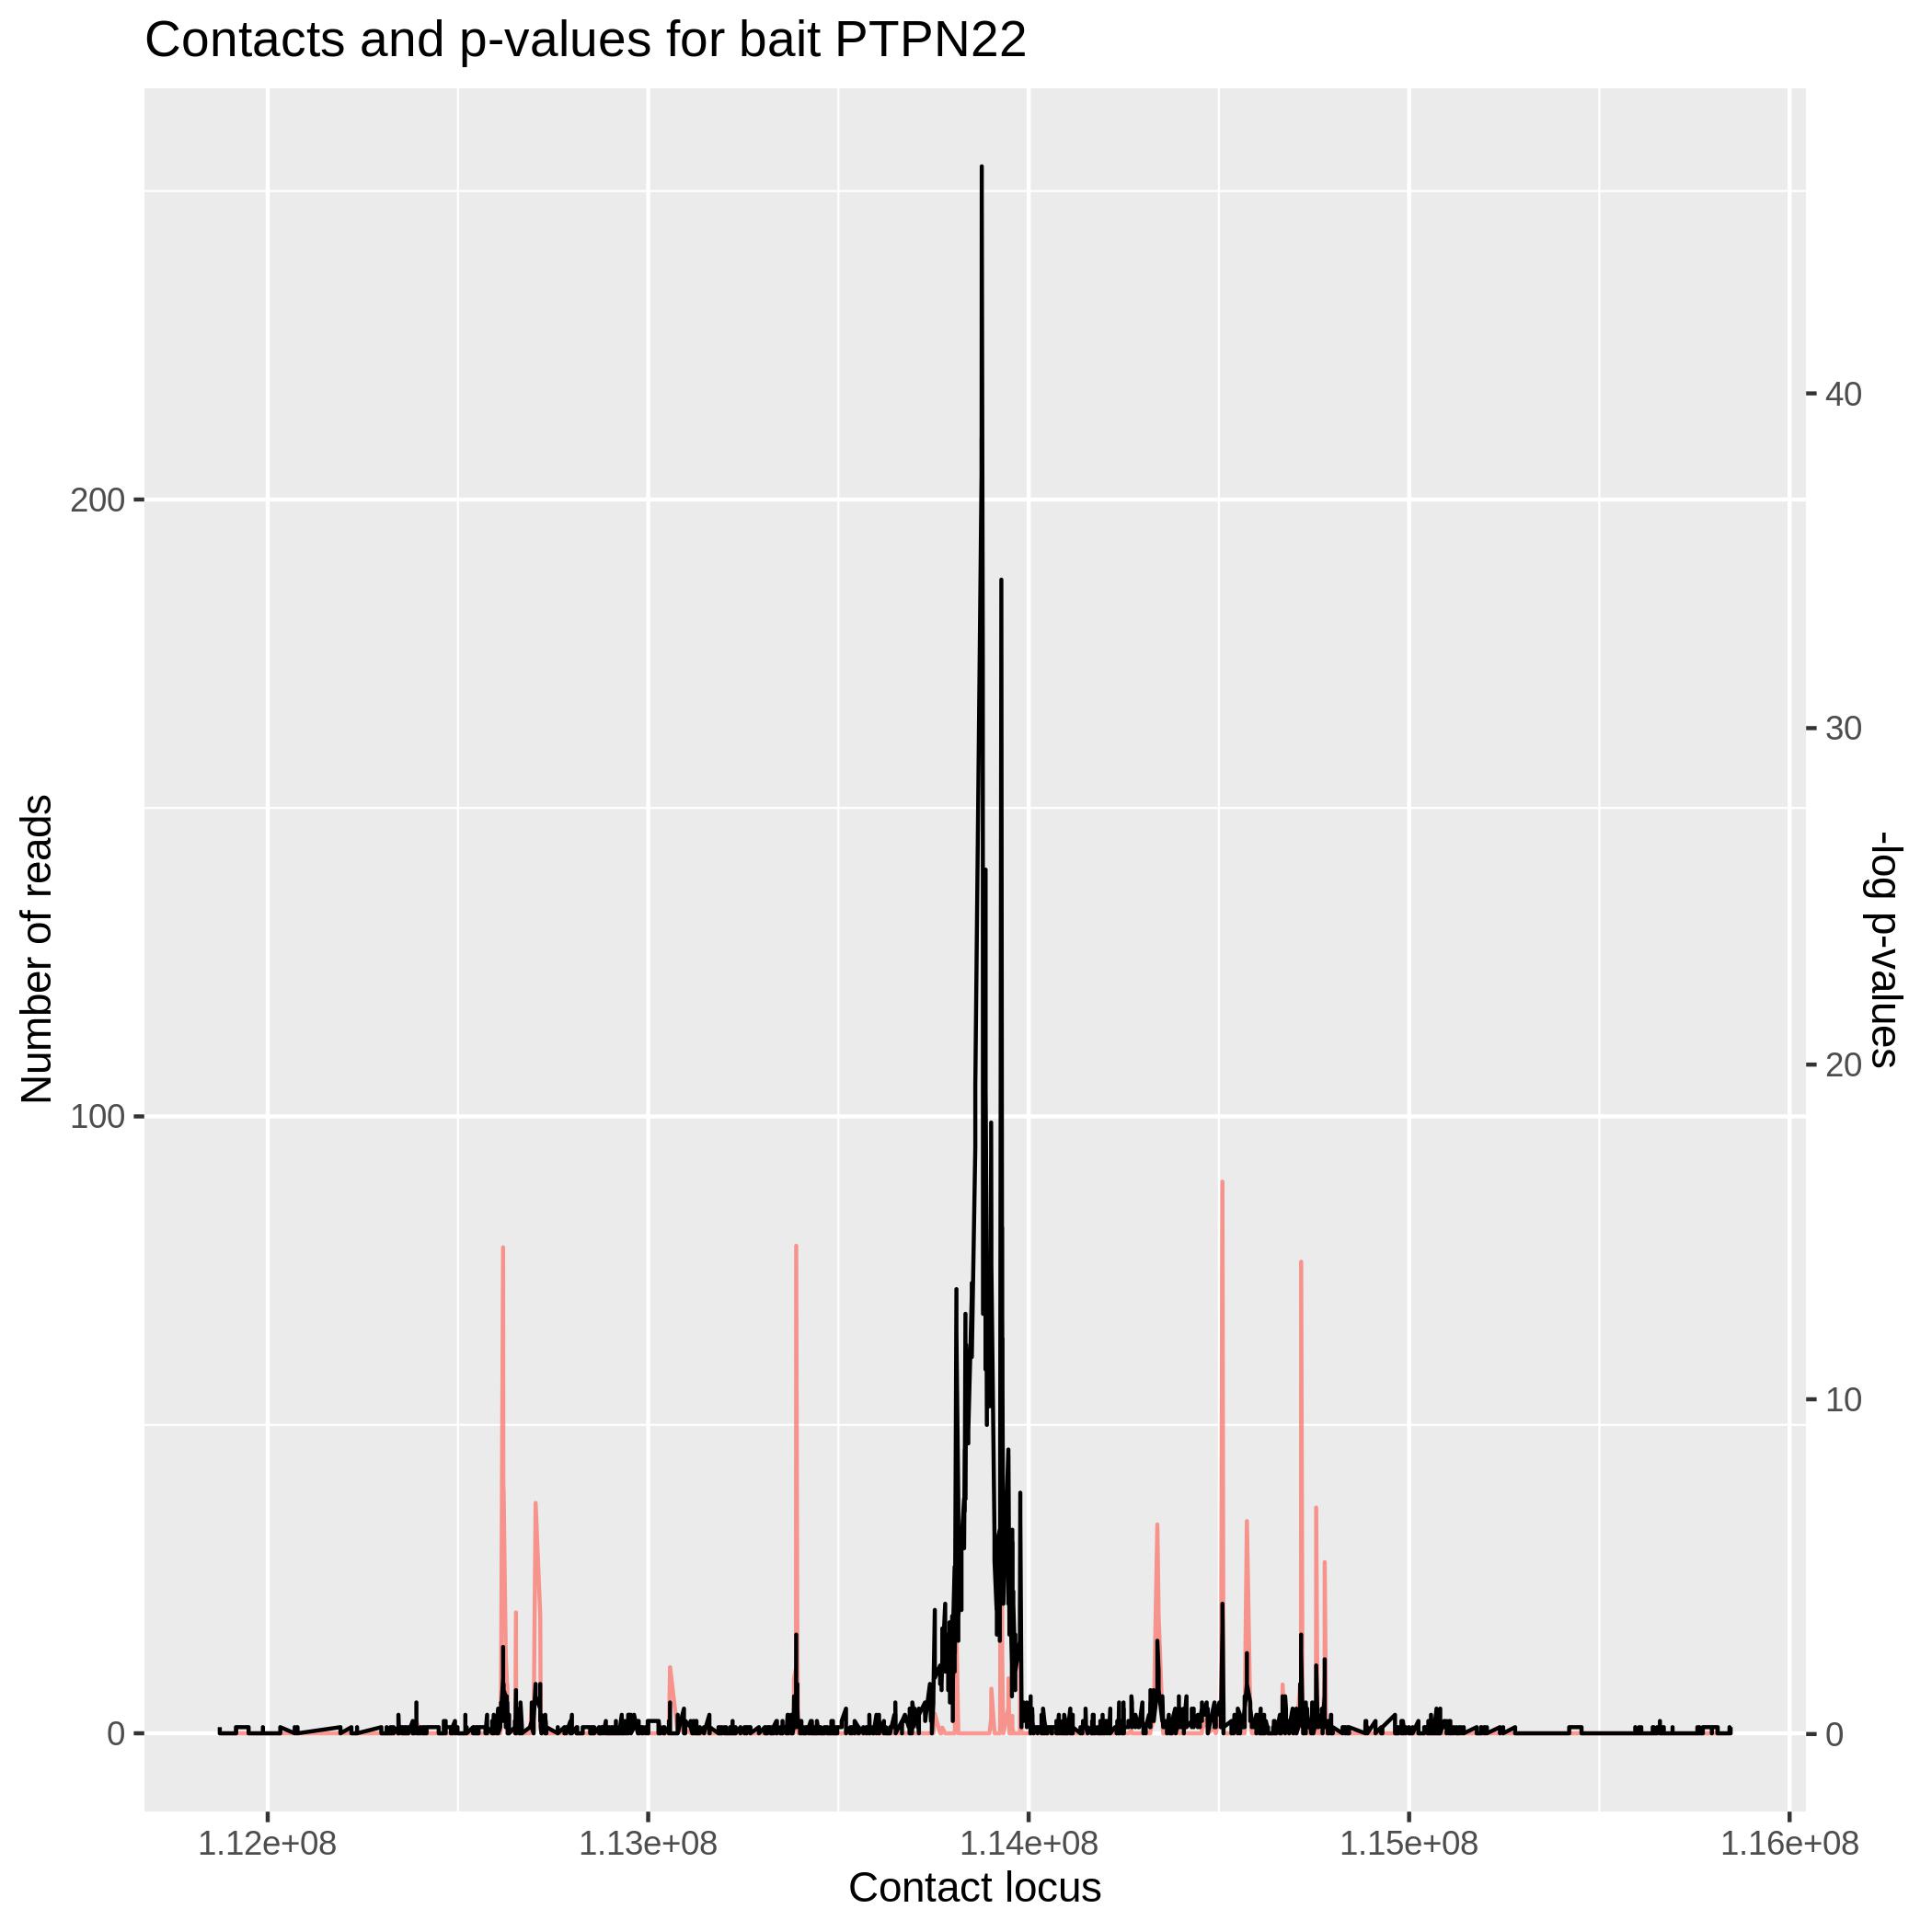 Contacts and p-values for bait PTPN22
Number of reads
200
100
0
40
30
20
10
0
-log p-values
1.12e+08
1.13e+08
1.14e+08
1.15e+08
1.16e+08
Contact locus